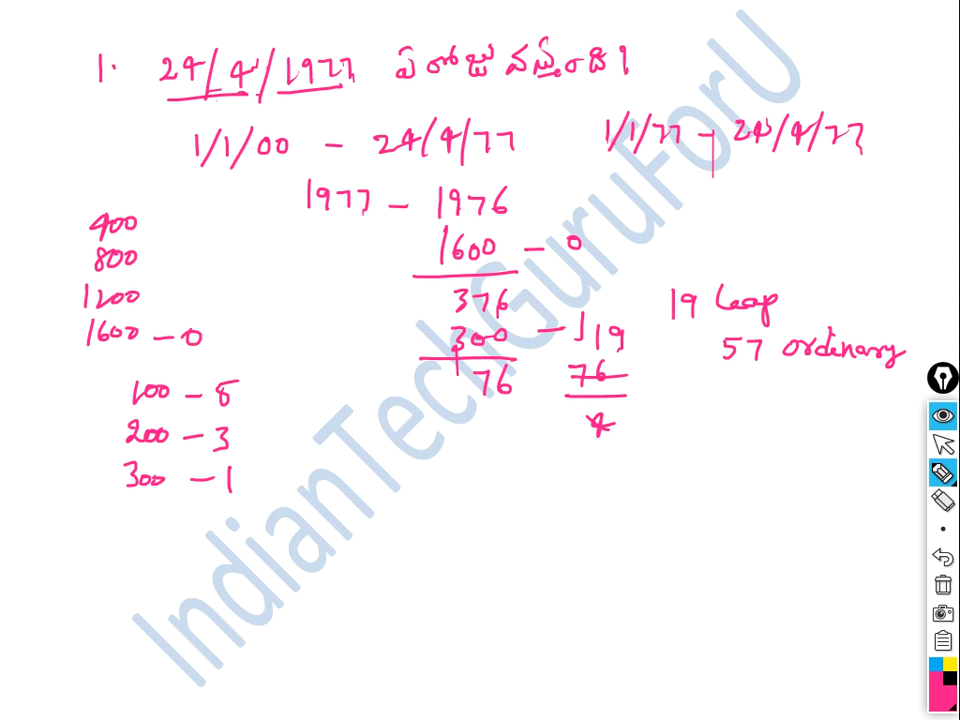 1. 24/4/1977 ఏ రోజు వస్తుంది?
1/1/00 - 24/4/77
1/1/77 - 24/4/77
1977 - 1976
400
800
1200
1600 - 0
100 - 5
200 - 3
300 - 1
1600 - 0
376
300 - 1
76
19
76
4
19 leap
57 ordinary
IndianTechGuruForU